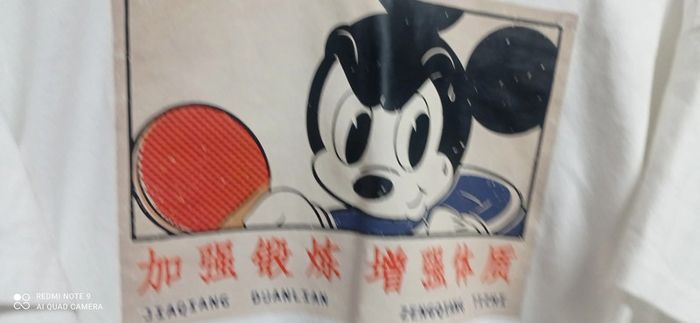 加强锻炼 增强体质
JIAQIANG DUANLIAN
REDMI NOTE 9
AI QUAD CAMERA